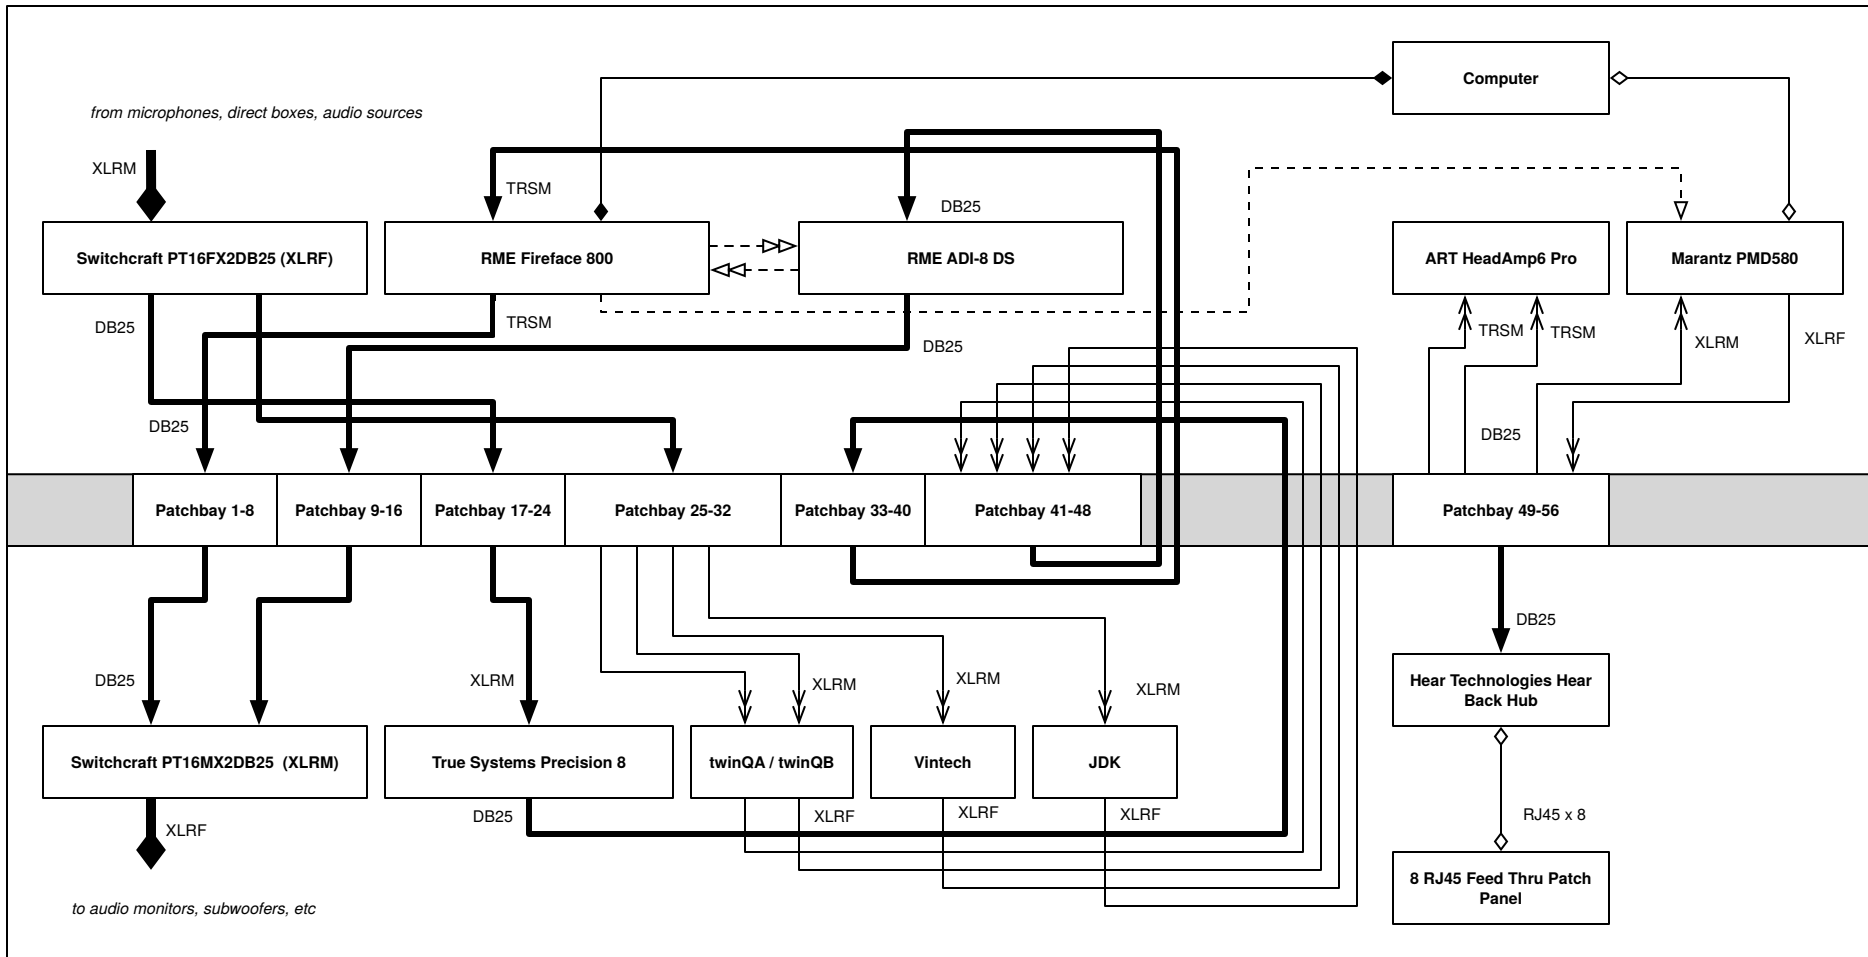 Computer
from microphones, direct boxes, audio sources
XLRM
TRSM
DB25
Switchcraft PT16FX2DB25 (XLRF)
RME Fireface 800
RME ADI-8 DS
ART HeadAmp6 Pro
Marantz PMD580
DB25
TRSM
DB25
TRSM
TRSM
XLRM
XLRF
DB25
DB25
Patchbay 1-8
Patchbay 9-16
Patchbay 17-24
Patchbay 25-32
Patchbay 33-40
Patchbay 41-48
Patchbay 49-56
DB25
DB25
XLRM
XLRM
XLRM
XLRM
Hear Technologies Hear
Back Hub
Switchcraft PT16MX2DB25 (XLRM)
True Systems Precision 8
twinQA / twinQB
Vintech
JDK
XLRF
DB25
XLRF
XLRF
XLRF
RJ45 x 8
8 RJ45 Feed Thru Patch
Panel
to audio monitors, subwoofers, etc